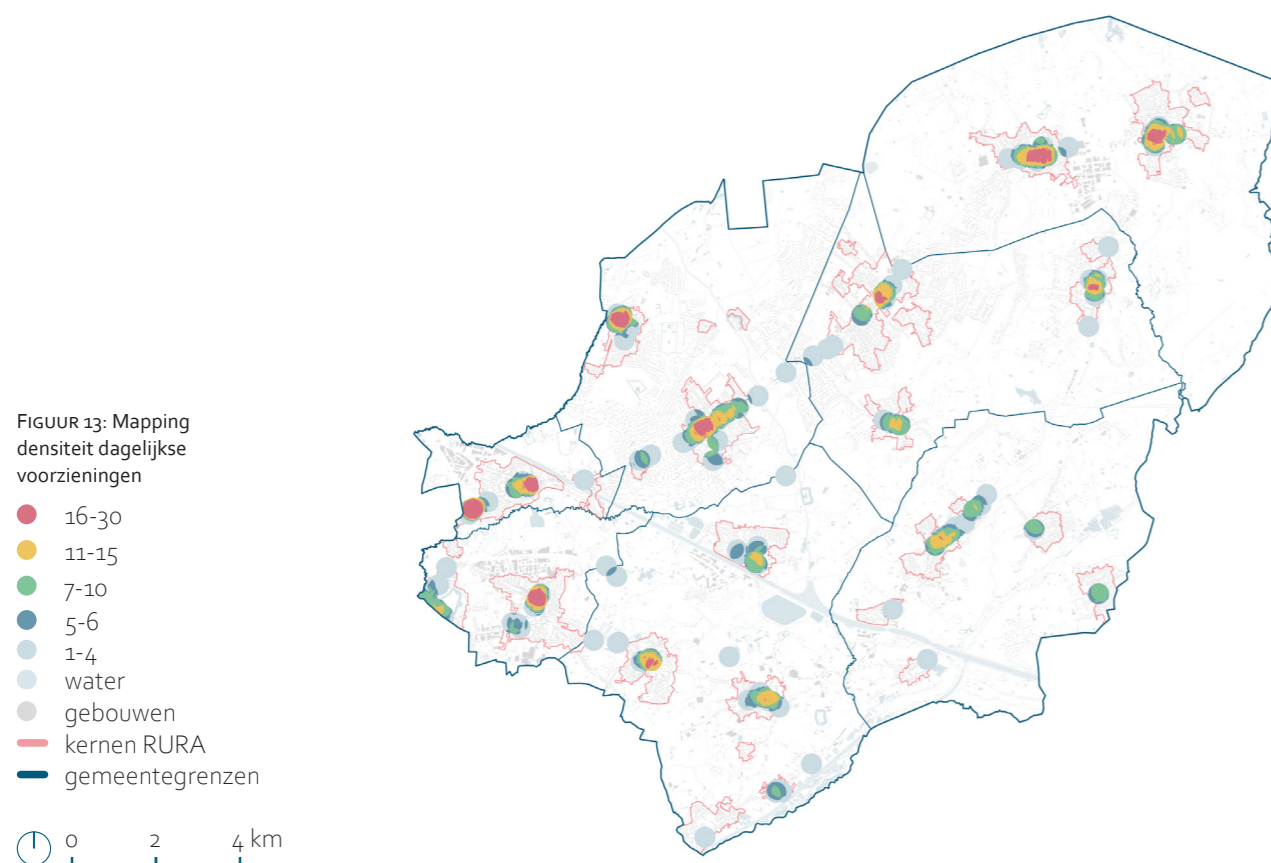 FIGUUR 13: Mapping
densiteit dagelijkse
voorzieningen
16-30
11-15
7-10
5-6
1-4
water
gebouwen
kernen RURA
gemeentegrenzen
0 2 4 km